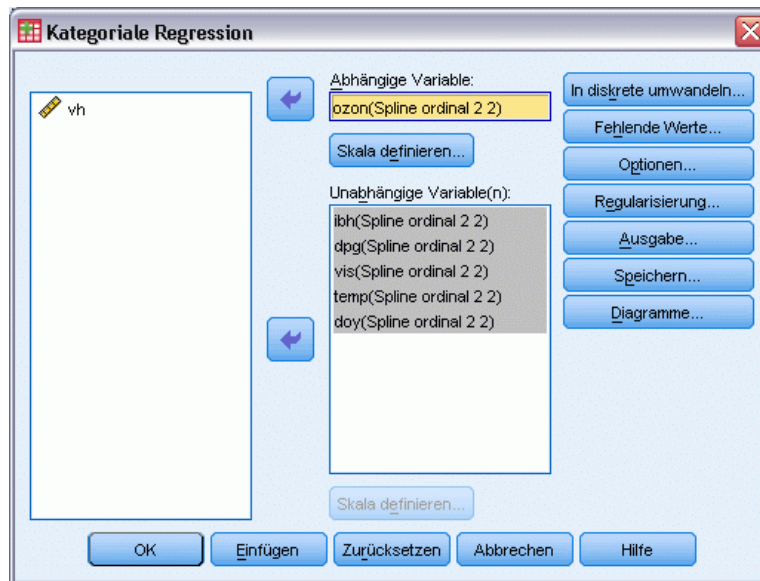 Kategoriale Regression
vh
Abhängige Variable:
ozon(Spline ordinal 2 2)
Skala definieren...
Unabhängige Variable(n):
ibh(Spline ordinal 2 2)
dpg(Spline ordinal 2 2)
vis(Spline ordinal 2 2)
temp(Spline ordinal 2 2)
doy(Spline ordinal 2 2)
Skala definieren...
In diskrete umwandeln...
Fehlende Werte...
Optionen...
Regularisierung...
Ausgabe...
Speichern...
Diagramme...
OK
Einfügen
Zurücksetzen
Abbrechen
Hilfe